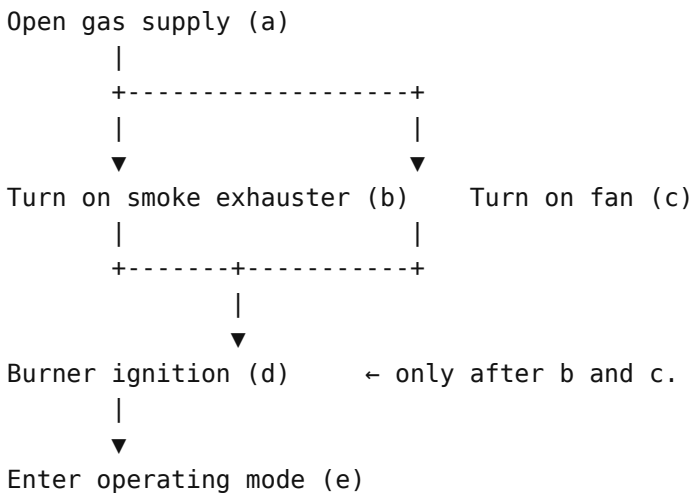 Open gas supply (a)
|
+-------------------+
| |
▼ ▼
Turn on smoke exhauster (b) Turn on fan (c)
| |
+-------+-----------+
|
▼
Burner ignition (d) ← only after b and c.
|
▼
Enter operating mode (e)